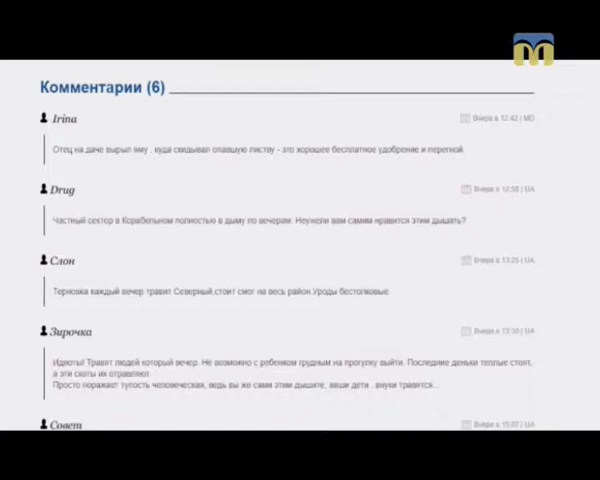 Комментарии (6)
Irina
Вчера в 12:42 | MD
Отец на даче вырыл яму , куда скидывал опавшую листву - это хорошее бесплатное удобрение и перегной.
Drug
Вчера в 12:58 | UA
Частный сектор в Корабельном полностью в дыму по вечерам. Неужели вам самим нравится этим дышать?
Слон
Вчера в 13:25 | UA
Терновка каждый вечер травит Северный,стоит смог на весь район.Уроды бестолковые.
Зирочка
Вчера в 13:33 | UA
Идиоты! Травят людей который вечер. Не возможно с ребенком грудным на прогулку выйти. Последние деньки теплые стоят,
а эти скоты их отравляют.
Просто поражает тупость человеческая, ведь вы же сами этим дышите, ваши дети , внуки травятся...
Совет
Вчера в 15:07 | UA